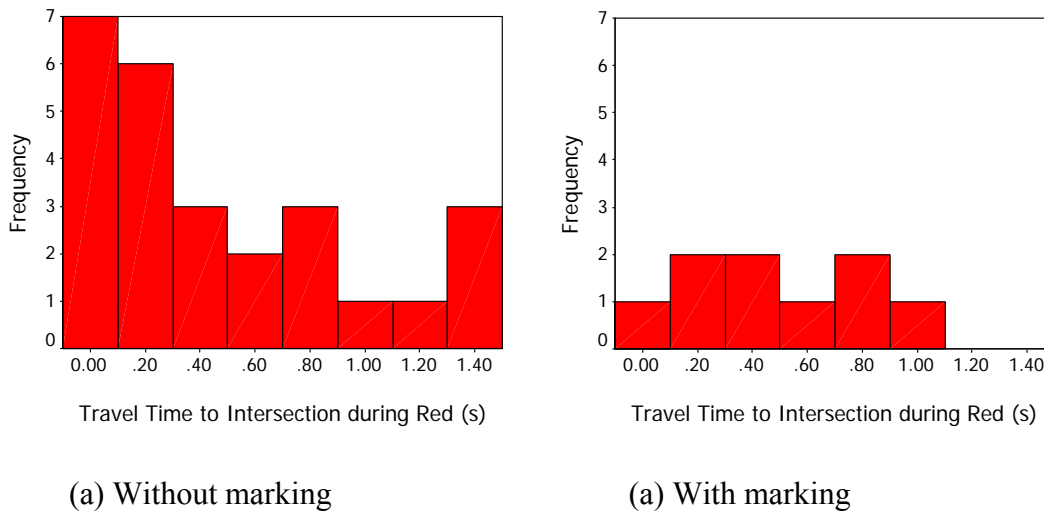 7
6
5
4
3
2
1
0
Frequency
0.00 .20 .40 .60 .80 1.00 1.20 1.40
Travel Time to Intersection during Red (s)
(a) Without marking
7
6
5
4
3
2
1
0
Frequency
0.00 .20 .40 .60 .80 1.00 1.20 1.40
Travel Time to Intersection during Red (s)
(a) With marking